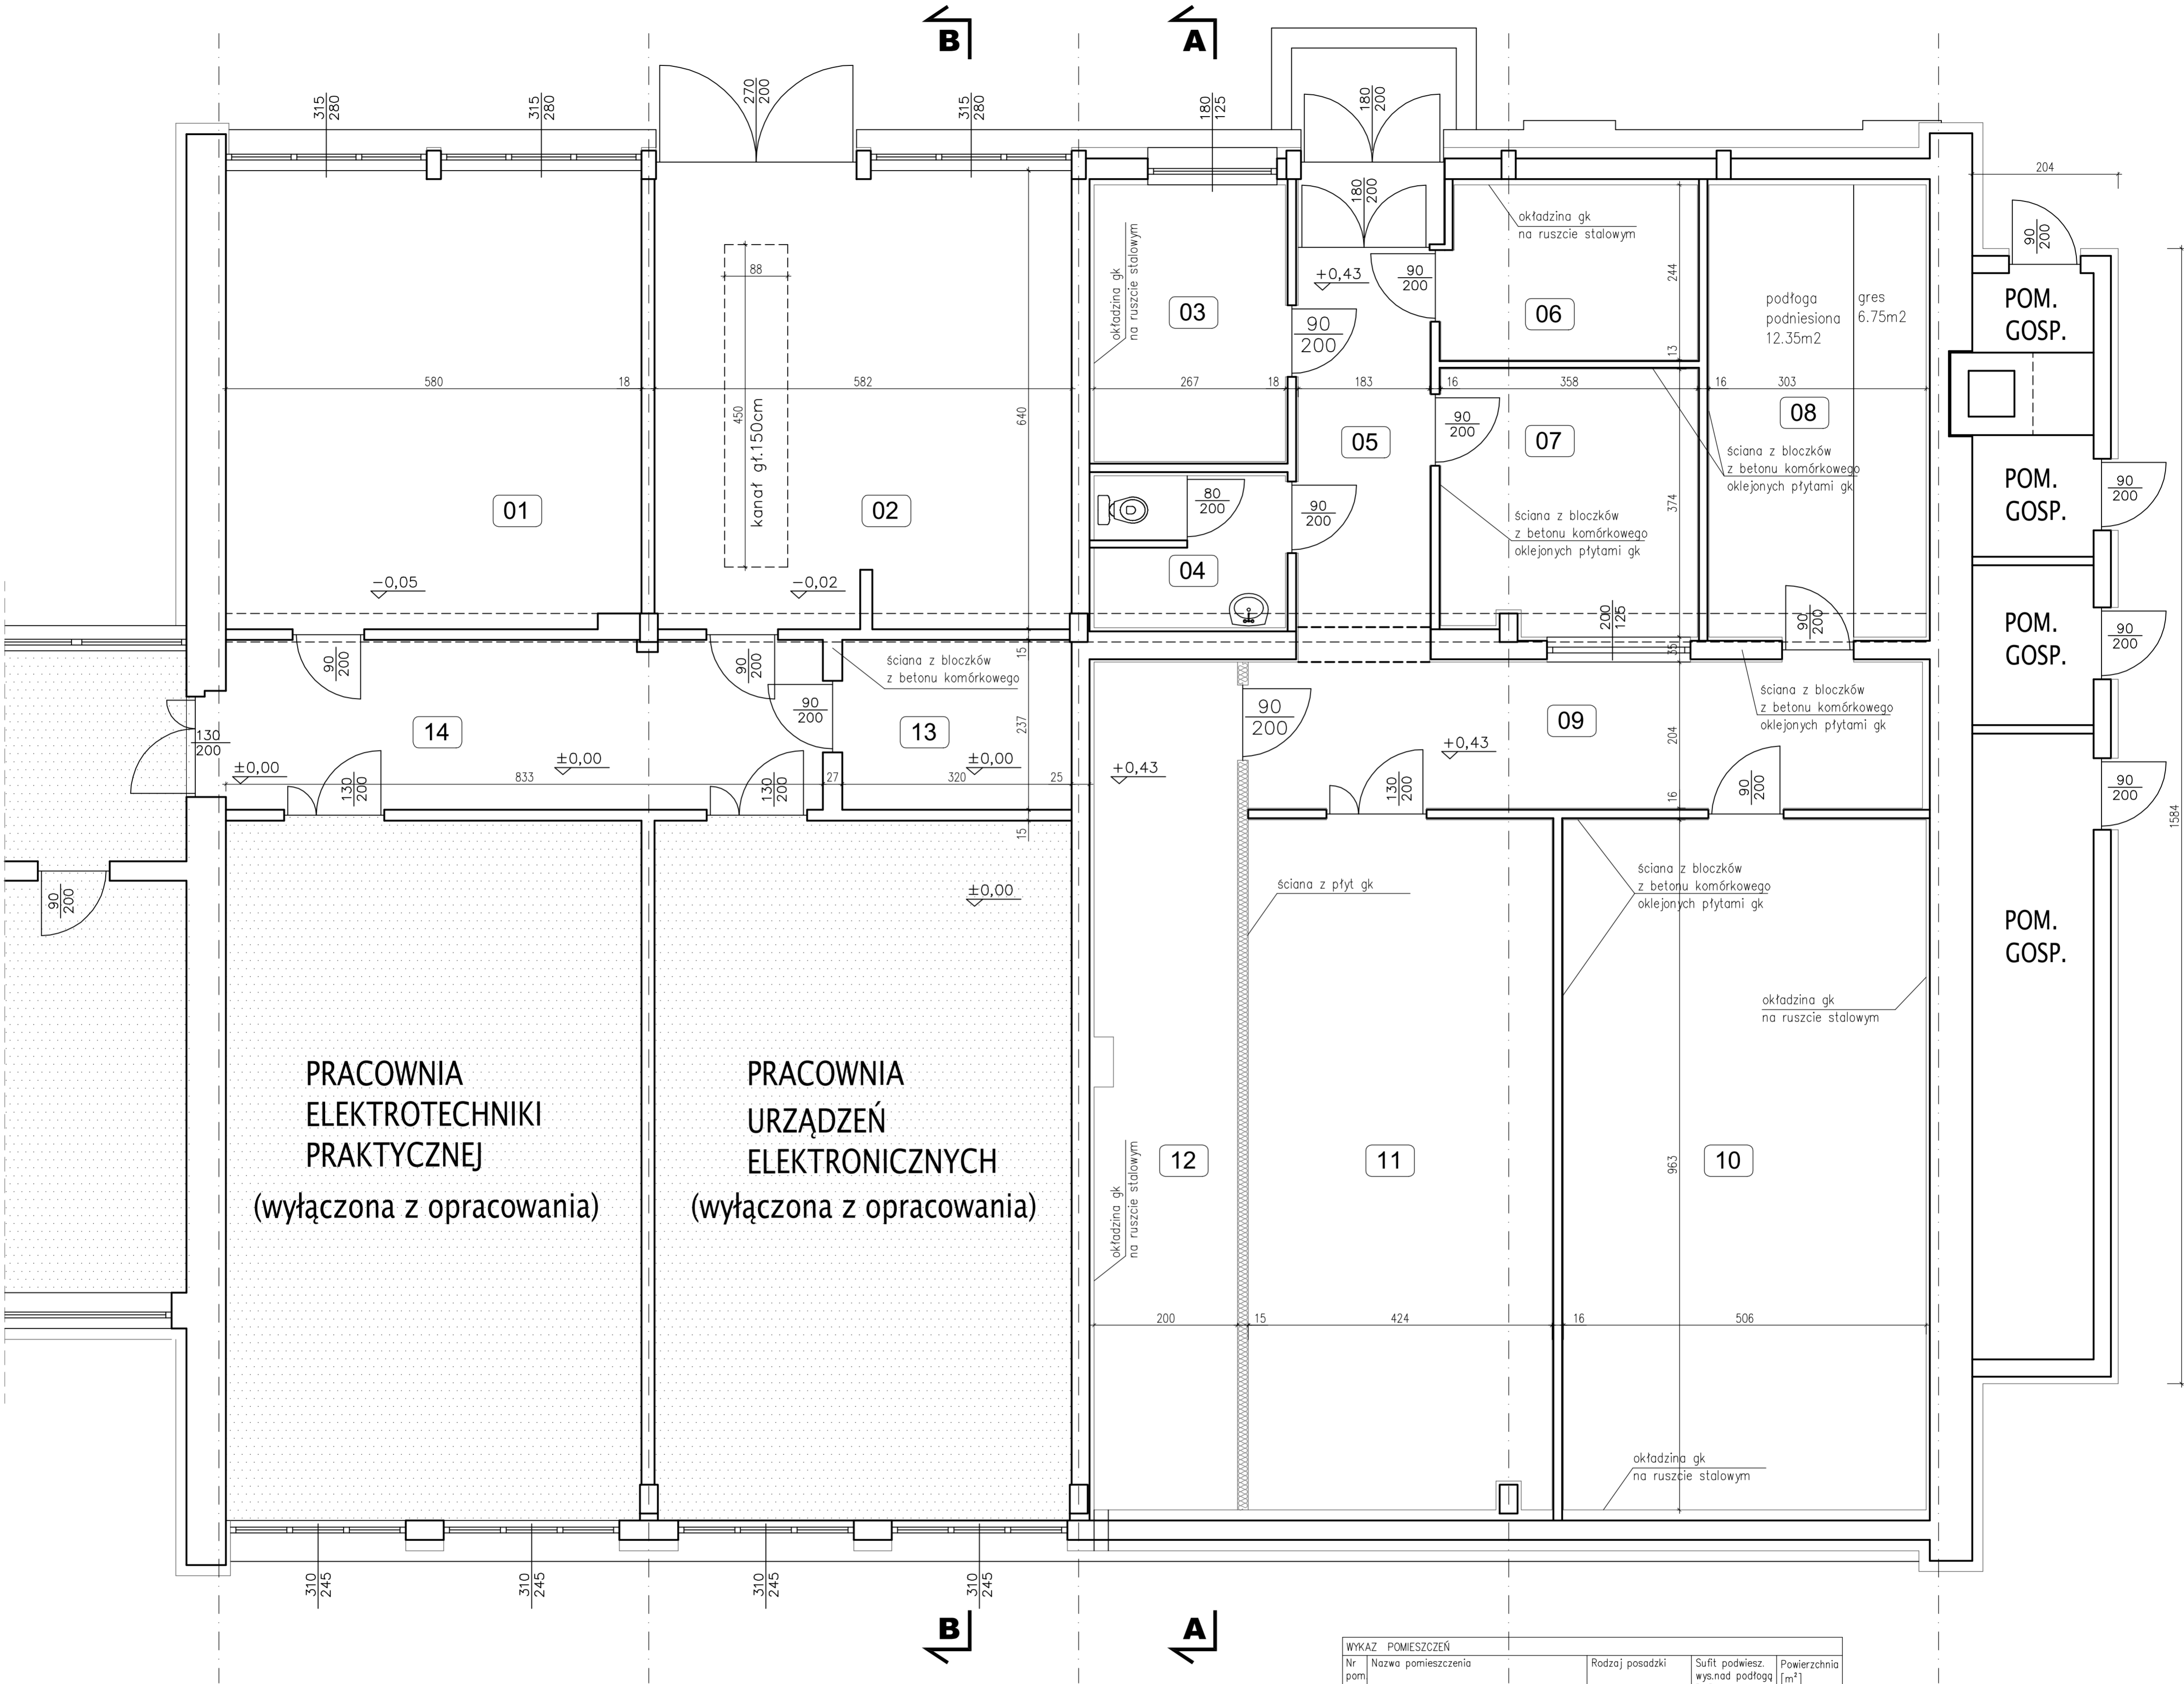 B
A
315
280
315
280
270
200
315
280
180
125
180
200
180
200
204
90
200
okładzina gk
na ruszcie stalowym
okładzina gk
na ruszcie stalowym
+0,43
90
200
244
03
90
200
06
podłoga
podniesiona
12.35m2
gres
6.75m2
POM.
GOSP.
88
13
580
18
582
267
18
183
16
358
16
303
450
kanał gł.150cm
640
05
90
200
07
08
ściana z bloczków
z betonu komórkowego
oklejonych płytami gk
01
02
80
200
90
200
374
ściana z bloczków
z betonu komórkowego
oklejonych płytami gk
POM.
GOSP.
90
200
04
-0,05
-0,02
200
125
90
200
POM.
GOSP.
90
200
90
200
90
200
15
ściana z bloczków
z betonu komórkowego
35
90
200
90
200
ściana z bloczków
z betonu komórkowego
oklejonych płytami gk
14
13
237
09
204
130
200
±0,00
±0,00
±0,00
+0,43
+0,43
833
27
320
25
130
200
130
200
130
200
90
200
16
90
200
1584
15
90
200
±0,00
ściana z płyt gk
ściana z bloczków
z betonu komórkowego
oklejonych płytami gk
POM.
GOSP.
okładzina gk
na ruszcie stalowym
PRACOWNIA
ELEKTROTECHNIKI
PRAKTYCZNEJ
(wyłączona z opracowania)
PRACOWNIA
URZĄDZEŃ
ELEKTRONICZNYCH
(wyłączona z opracowania)
okładzina gk
na ruszcie stalowym
12
11
963
10
200
15
424
16
506
okładzina gk
na ruszcie stalowym
310
245
310
245
310
245
310
245
B
A
WYKAZ POMIESZCZEŃ
Nr
pom
Nazwa pomieszczenia
Rodzaj posadzki
Sufit podwiesz.
wys.nad podłogą
Powierzchnia
[m²]